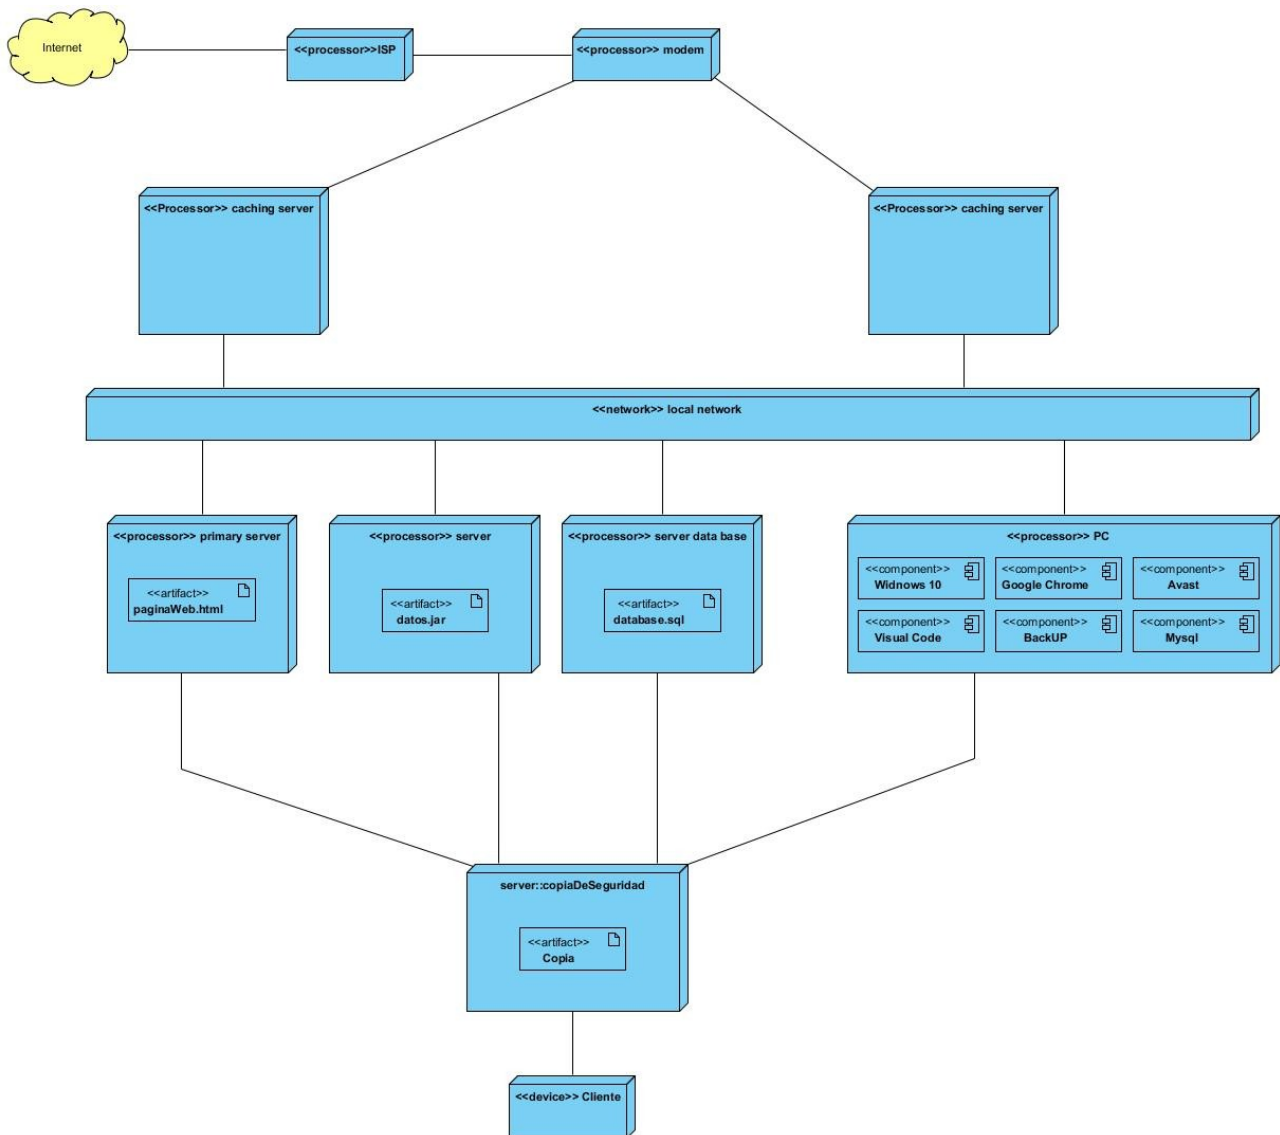 Internet
<<processor>>ISP
<<processor>> modem
<<Processor>> caching server
<<Processor>> caching server
<<network>> local network
<<processor>> primary server
<<artifact>>
paginaWeb.html
<<processor>> server
<<artifact>>
datos.jar
<<processor>> server data base
<<artifact>>
database.sql
<<processor>> PC
<<component>>
Widnows 10
<<component>>
Google Chrome
<<component>>
Avast
<<component>>
Visual Code
<<component>>
BackUP
<<component>>
Mysql
server::copiaDeSeguridad
<<artifact>>
Copia
<<device>> Cliente